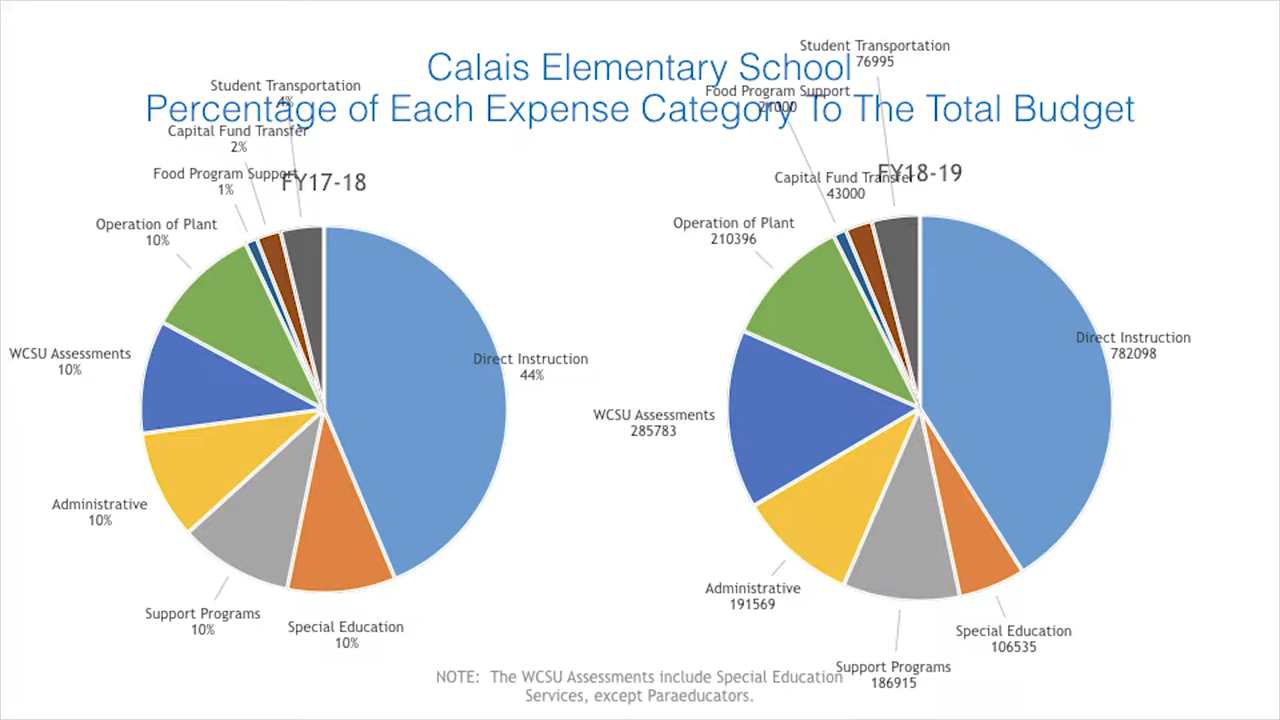 Calais Elementary School
Percentage of Each Expense Category To The Total Budget
FY17-18
Student Transportation
4%
Capital Fund Transfer
2%
Food Program Support
1%
Operation of Plant
10%
WCSU Assessments
10%
Administrative
10%
Support Programs
10%
Special Education
10%
Direct Instruction
44%
FY18-19
Student Transportation
76995
Food Program Support
21000
Capital Fund Transfer
43000
Operation of Plant
210396
WCSU Assessments
285783
Administrative
191569
Support Programs
186915
Special Education
106535
Direct Instruction
782098
NOTE: The WCSU Assessments include Special Education
Services, except Paraeducators.